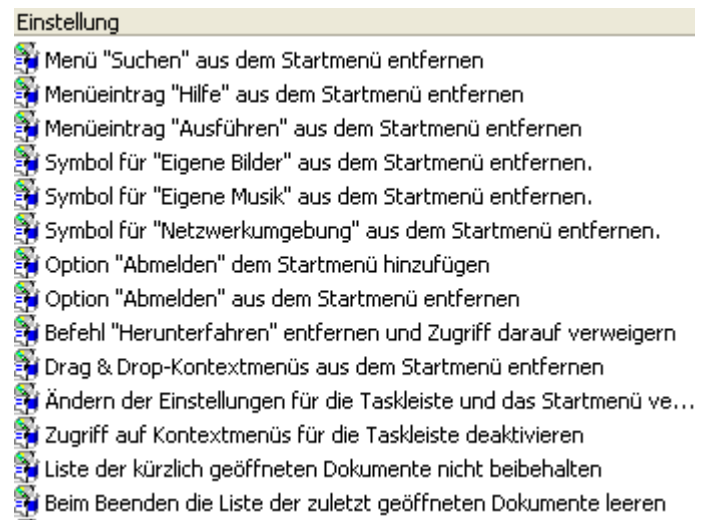 Einstellung
Menü "Suchen" aus dem Startmenü entfernen
Menüeintrag "Hilfe" aus dem Startmenü entfernen
Menüeintrag "Ausführen" aus dem Startmenü entfernen
Symbol für "Eigene Bilder" aus dem Startmenü entfernen.
Symbol für "Eigene Musik" aus dem Startmenü entfernen.
Symbol für "Netzwerkumgebung" aus dem Startmenü entfernen.
Option "Abmelden" dem Startmenü hinzufügen
Option "Abmelden" aus dem Startmenü entfernen
Befehl "Herunterfahren" entfernen und Zugriff darauf verweigern
Drag & Drop-Kontextmenüs aus dem Startmenü entfernen
Ändern der Einstellungen für die Taskleiste und das Startmenü ve...
Zugriff auf Kontextmenüs für die Taskleiste deaktivieren
Liste der kürzlich geöffneten Dokumente nicht beibehalten
Beim Beenden die Liste der zuletzt geöffneten Dokumente leeren